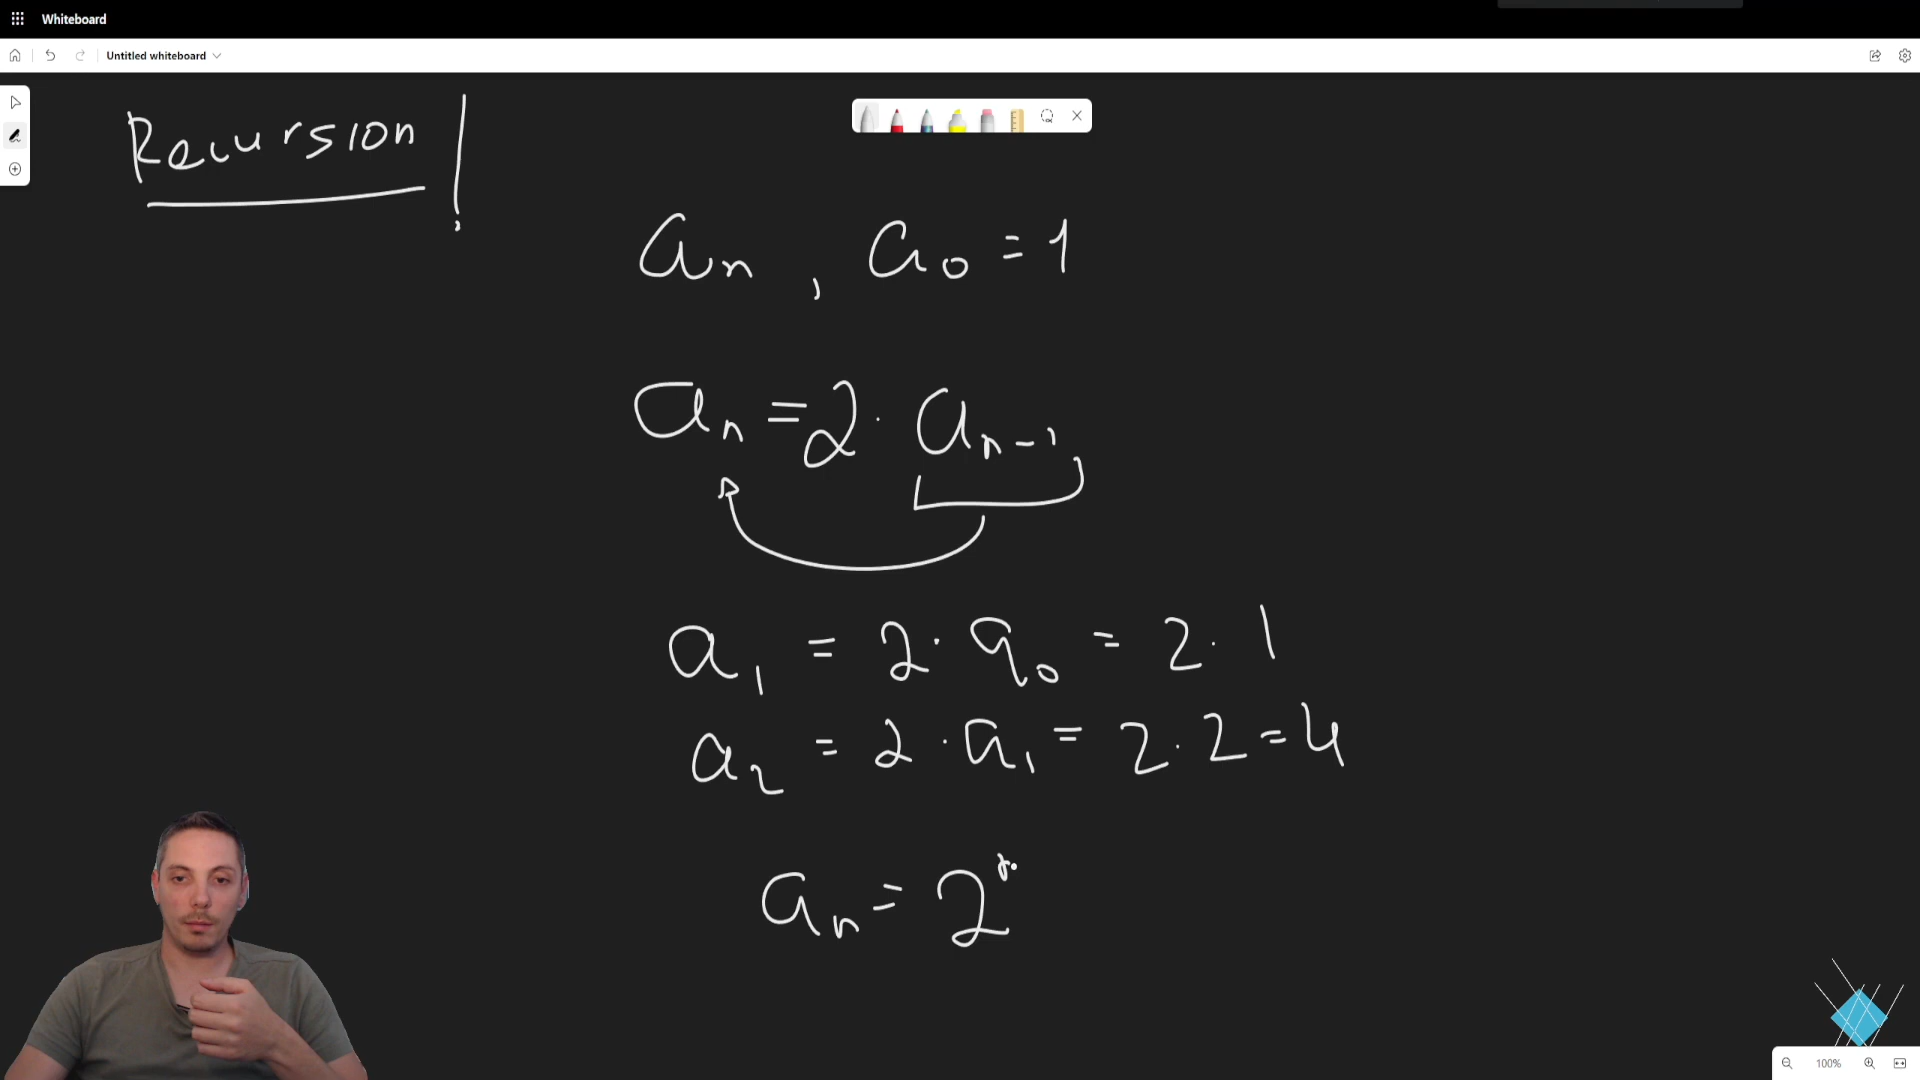 Whiteboard
Untitled whiteboard
Recursion!
aₙ , a₀ = 1
aₙ = 2 · aₙ₋₁
a₁ = 2 · a₀ = 2 · 1
a₂ = 2 · a₁ = 2 · 2 = 4
aₙ = 2ⁿ
100%